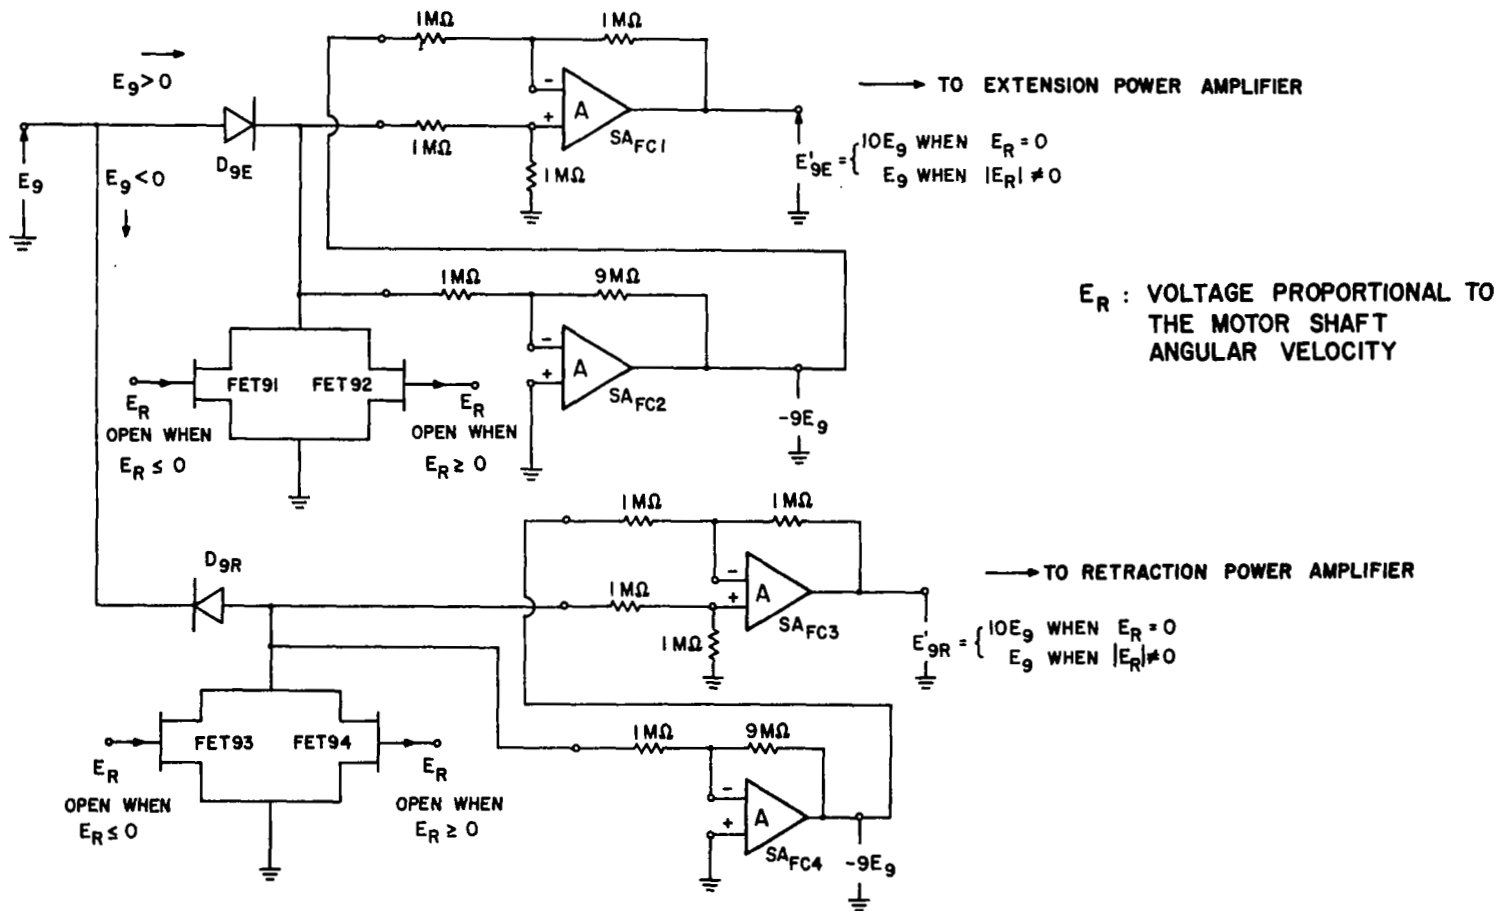 1MΩ
1MΩ
E9>0
→ TO EXTENSION POWER AMPLIFIER
-
A
+
SAFC1
D9E
1MΩ
E9
E9<0
1MΩ
E'9E = { 10E9 WHEN ER = 0
E9 WHEN |ER| ≠ 0
1MΩ
9MΩ
ER : VOLTAGE PROPORTIONAL TO
THE MOTOR SHAFT
ANGULAR VELOCITY
-
A
+
SAFC2
FET91
FET92
ER
OPEN WHEN
ER ≤ 0
ER
OPEN WHEN
ER ≥ 0
-9E9
1MΩ
1MΩ
D9R
→ TO RETRACTION POWER AMPLIFIER
-
A
+
SAFC3
1MΩ
1MΩ
E'9R = { 10E9 WHEN ER = 0
E9 WHEN |ER| ≠ 0
1MΩ
9MΩ
FET93
FET94
ER
OPEN WHEN
ER ≤ 0
ER
OPEN WHEN
ER ≥ 0
-
A
+
SAFC4
-9E9